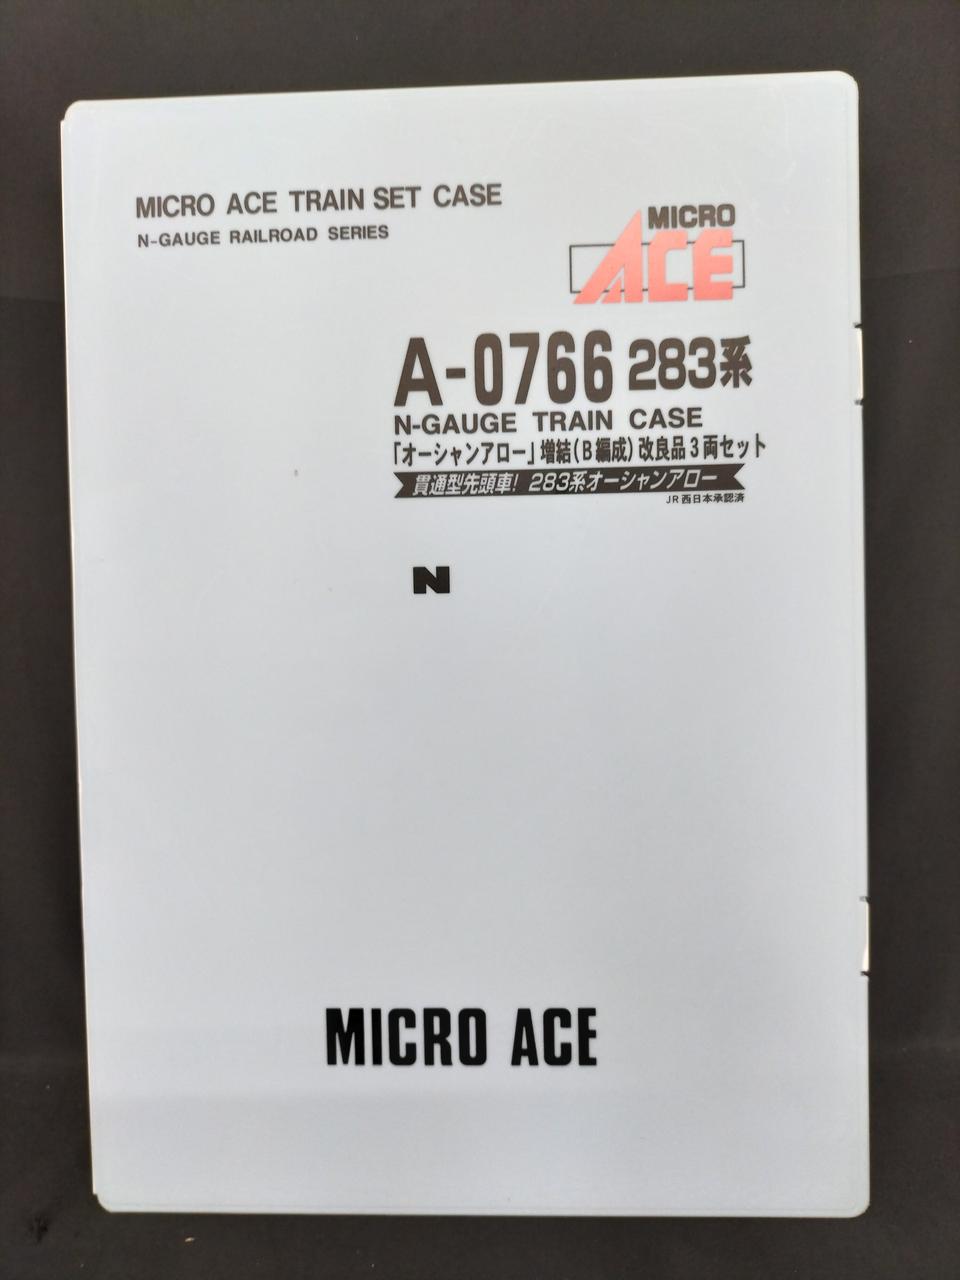 MICRO ACE TRAIN SET CASE
N-GAUGE RAILROAD SERIES
MICRO
ACE
A-0766 283系
N-GAUGE TRAIN CASE
「オーシャンアロー」増結(B編成)改良品3両セット
貫通型先頭車! 283系オーシャンアロー
JR西日本承認済
N
MICRO ACE